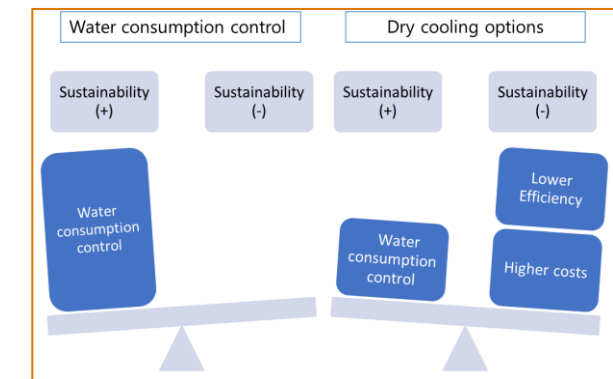 Water consumption control
Dry cooling options
Sustainability
(+)
Sustainability
(-)
Sustainability
(+)
Sustainability
(-)
Water
consumption
control
Water
consumption
control
Lower
Efficiency
Higher costs